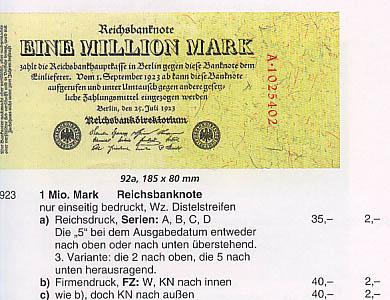 Reichsbanknote
EINE MILLION MARK
zahlt die Reichsbankhauptkasse in Berlin gegen diese Banknote dem
Einlieferer. Vom 1. September 1923 ab kann diese Banknote
aufgerufen und unter Umtausch gegen andere gesetz-
liche Zahlungsmittel eingezogen werden
Berlin, den 25. Juli 1923
Reichsbankdirektorium
A·1025402
92a, 185 x 80 mm
923 1 Mio. Mark Reichsbanknote
nur einseitig bedruckt, Wz. Distelstreifen
a) Reichsdruck, Serien: A, B, C, D 35,– 2,–
Die „5“ bei dem Ausgabedatum entweder
nach oben oder nach unten überstehend.
3. Variante: die 2 nach oben, die 5 nach
unten herausragend.
b) Firmendruck, FZ: W, KN nach innen 40,– 2,–
c) wie b), doch KN nach außen 40,– 2,–